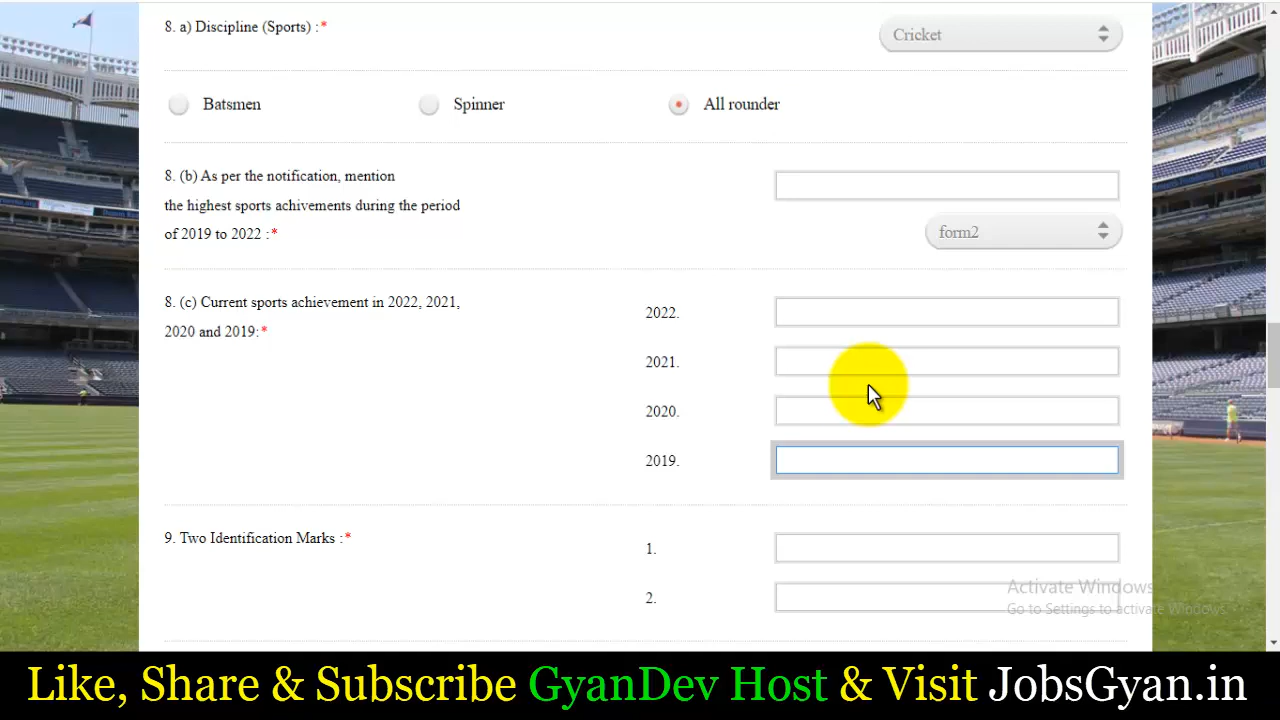 8. a) Discipline (Sports) :*
Cricket
Batsmen
Spinner
All rounder
8. (b) As per the notification, mention
the highest sports achivements during the period
of 2019 to 2022 :*
form2
8. (c) Current sports achievement in 2022, 2021,
2020 and 2019:*
2022.
2021.
2020.
2019.
9. Two Identification Marks :*
1.
2.
Activate Windows
Go to Settings to activate Windows.
Like, Share & Subscribe GyanDev Host & Visit JobsGyan.in